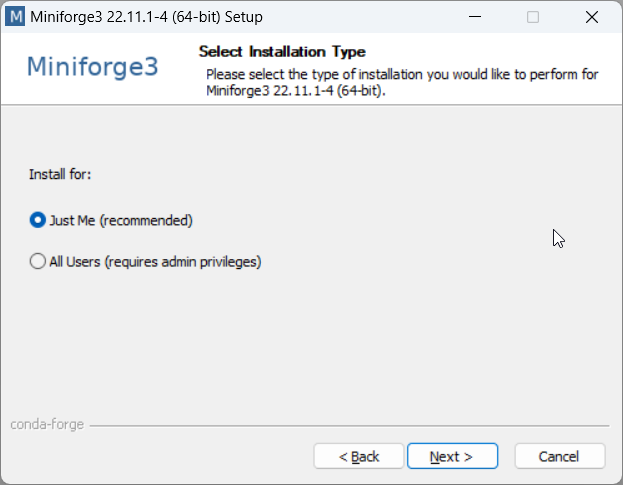 M Miniforge3 22.11.1-4 (64-bit) Setup
Miniforge3
Select Installation Type
Please select the type of installation you would like to perform for
Miniforge3 22.11.1-4 (64-bit).
Install for:
Just Me (recommended)
All Users (requires admin privileges)
conda-forge
< Back
Next >
Cancel